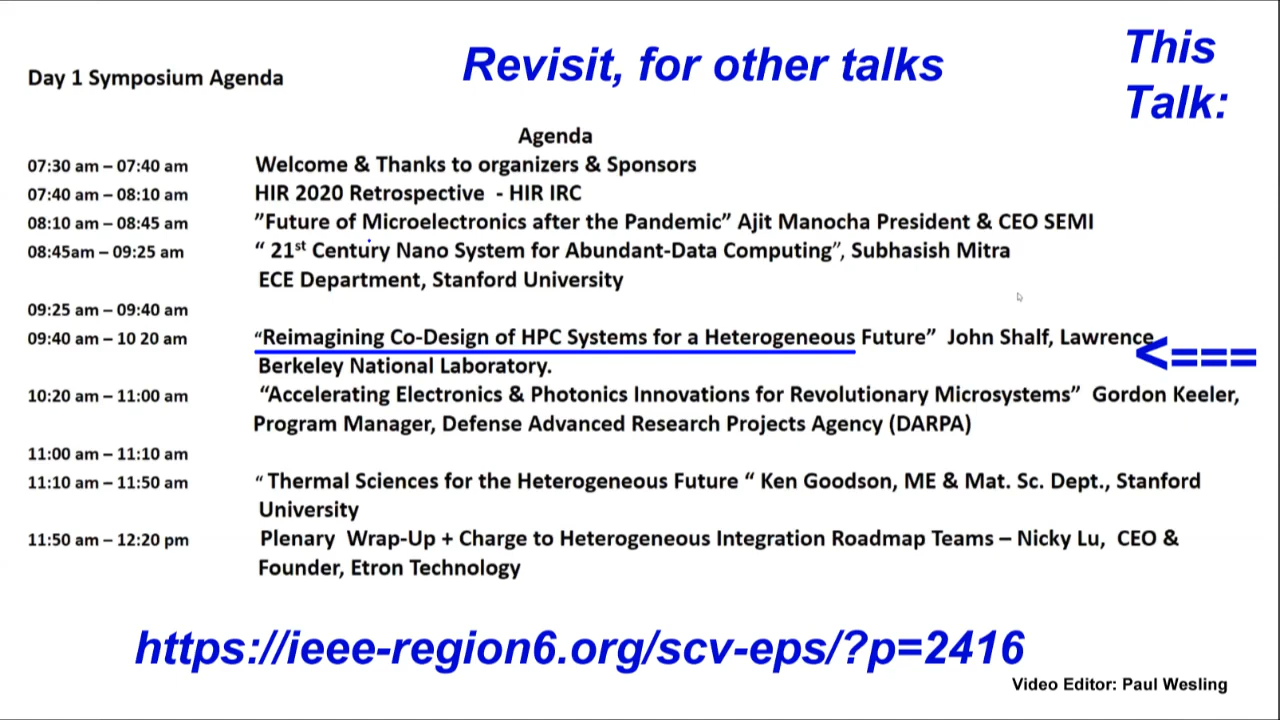 Revisit, for other talks
This
Talk:
Day 1 Symposium Agenda
Agenda
07:30 am – 07:40 am Welcome & Thanks to organizers & Sponsors
07:40 am – 08:10 am HIR 2020 Retrospective - HIR IRC
08:10 am – 08:45 am ”Future of Microelectronics after the Pandemic” Ajit Manocha President & CEO SEMI
08:45am – 09:25 am “ 21st Century Nano System for Abundant-Data Computing”, Subhasish Mitra
ECE Department, Stanford University
09:25 am – 09:40 am
09:40 am – 10 20 am “Reimagining Co-Design of HPC Systems for a Heterogeneous Future” John Shalf, Lawrence
<===
Berkeley National Laboratory.
10:20 am – 11:00 am “Accelerating Electronics & Photonics Innovations for Revolutionary Microsystems” Gordon Keeler,
Program Manager, Defense Advanced Research Projects Agency (DARPA)
11:00 am – 11:10 am
11:10 am – 11:50 am “ Thermal Sciences for the Heterogeneous Future “ Ken Goodson, ME & Mat. Sc. Dept., Stanford
University
11:50 am – 12:20 pm Plenary Wrap-Up + Charge to Heterogeneous Integration Roadmap Teams – Nicky Lu, CEO &
Founder, Etron Technology
https://ieee-region6.org/scv-eps/?p=2416
Video Editor: Paul Wesling